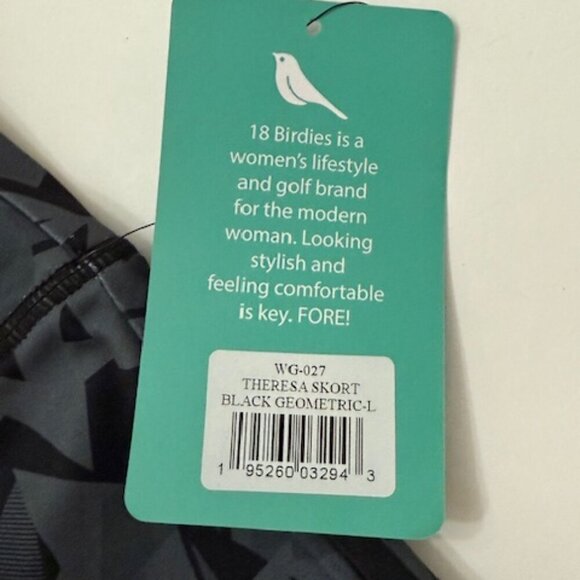 18 Birdies is a
women's lifestyle
and golf brand
for the modern
woman. Looking
stylish and
feeling comfortable
is key. FORE!
WG-027
THERESA SKORT
BLACK GEOMETRIC-L
1 95260 03294 3